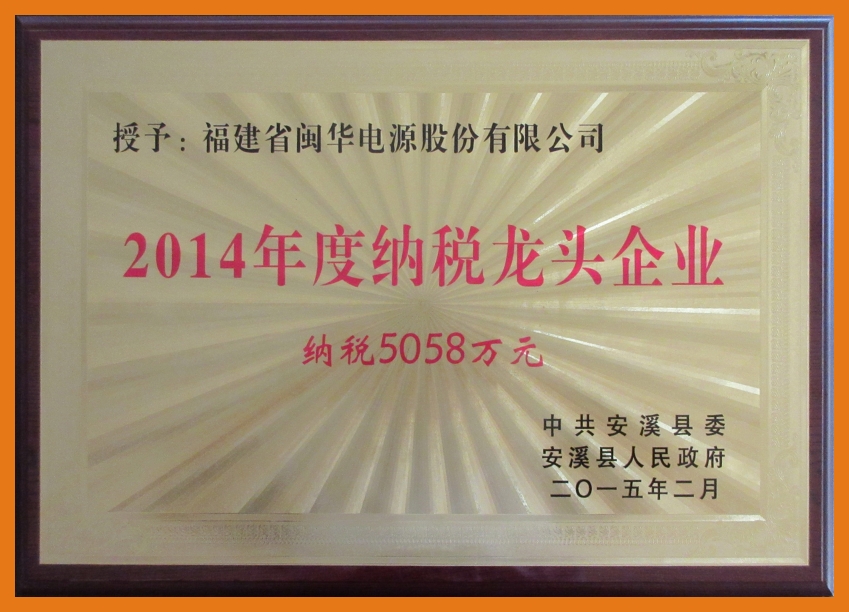 授予：福建省闽华电源股份有限公司
2014年度纳税龙头企业
纳税5058万元
中共安溪县委
安溪县人民政府
二〇一五年二月